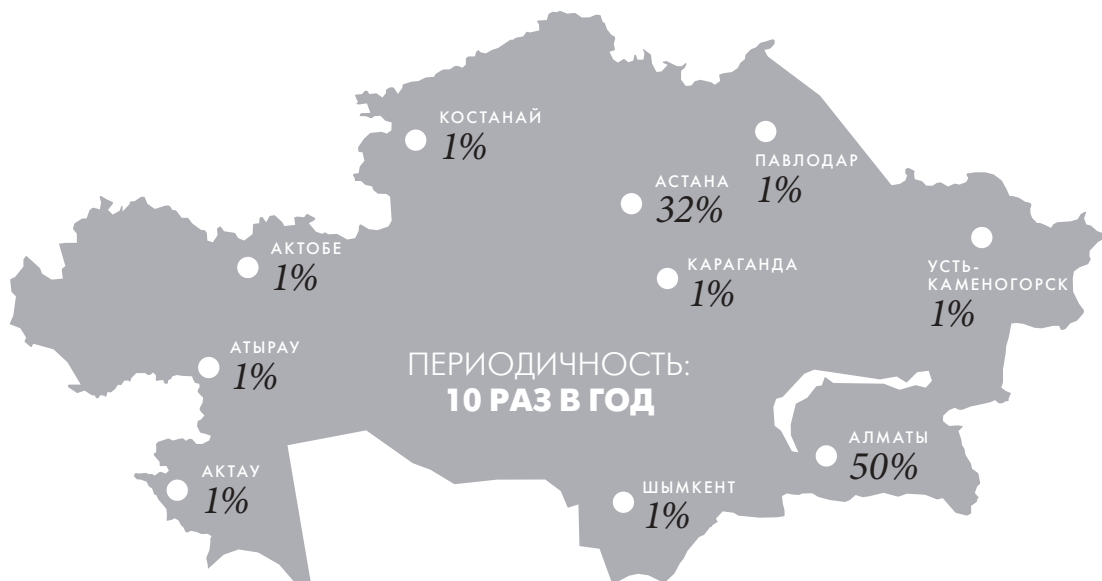 КОСТАНАЙ
1%
ПАВЛОДАР
1%
АСТАНА
32%
АКТОБЕ
1%
КАРАГАНДА
1%
УСТЬ-
КАМЕНОГОРСК
1%
АТЫРАУ
1%
ПЕРИОДИЧНОСТЬ:
10 РАЗ В ГОД
АЛМАТЫ
50%
АКТАУ
1%
ШЫМКЕНТ
1%